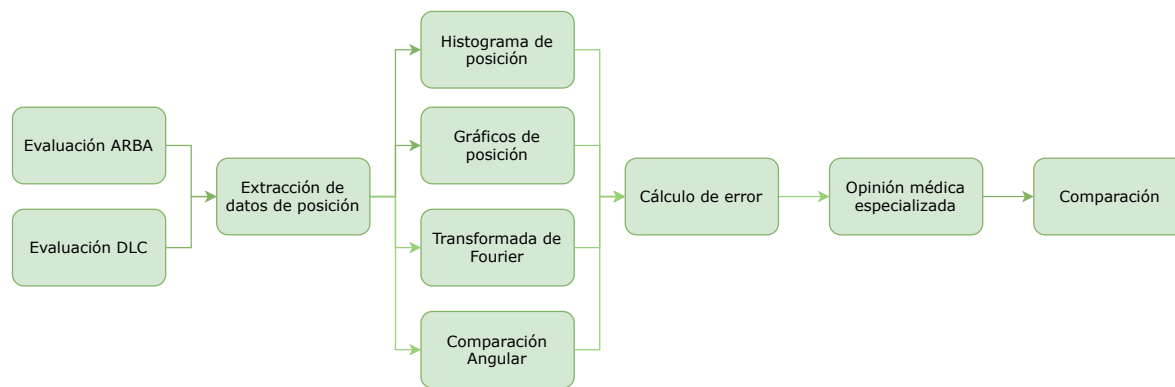 Evaluación ARBA
Evaluación DLC
Extracción de
datos de posición
Histograma de
posición
Gráficos de
posición
Transformada de
Fourier
Comparación
Angular
Cálculo de error
Opinión médica
especializada
Comparación